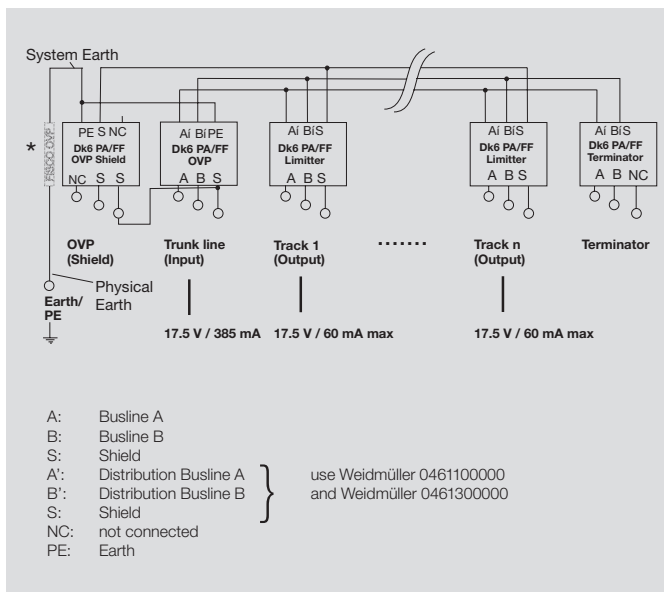 System Earth
*
FISCO OVP
PE S NC
Dk6 PA/FF
OVP Shield
NC S S
Aí BíPE
Dk6 PA/FF
OVP
A B S
Aí BíS
Dk6 PA/FF
Limitter
A B S
Aí BíS
Dk6 PA/FF
Limitter
A B S
Aí BíS
Dk6 PA/FF
Terminator
A B NC
OVP
(Shield)
Trunk line
(Input)
Track 1
(Output)
.......
Track n
(Output)
Terminator
Physical
Earth
Earth/
PE
17.5 V / 385 mA
17.5 V / 60 mA max
17.5 V / 60 mA max
A: Busline A
B: Busline B
S: Shield
A': Distribution Busline A
B': Distribution Busline B
S: Shield
use Weidmüller 0461100000
and Weidmüller 0461300000
NC: not connected
PE: Earth